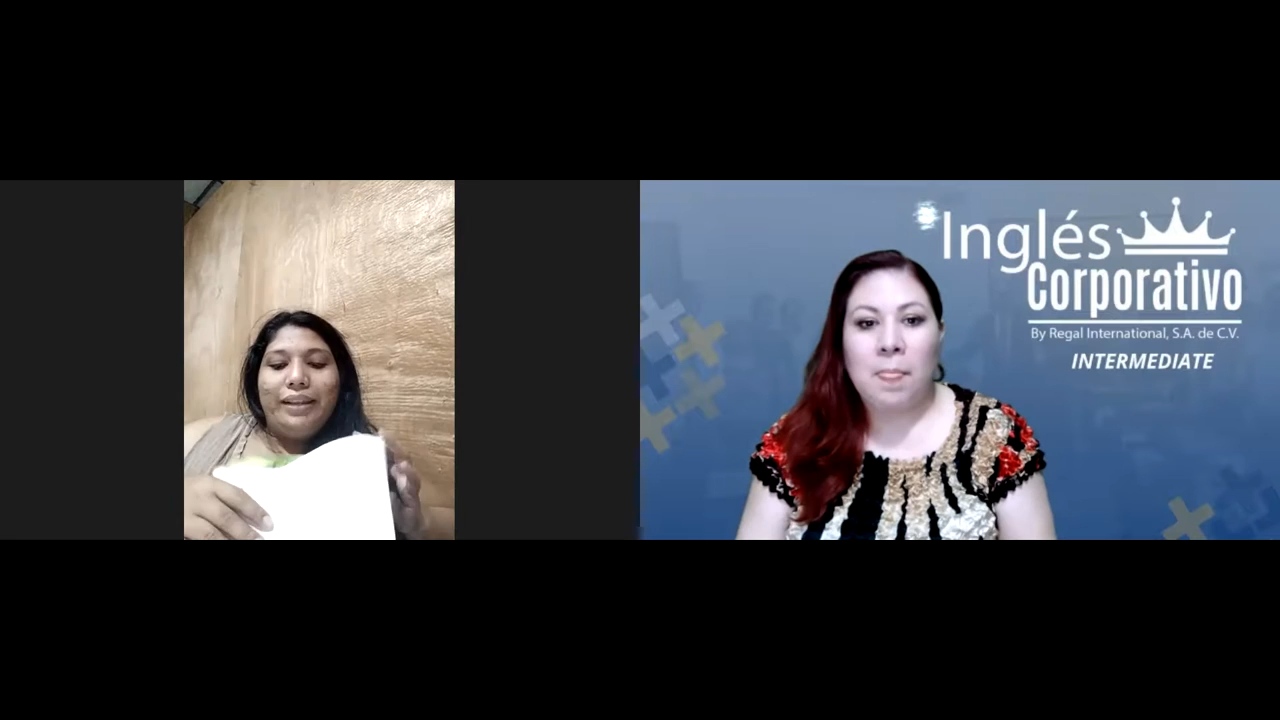 Inglés
Corporativo
By Regal International, S.A. de C.V.
INTERMEDIATE